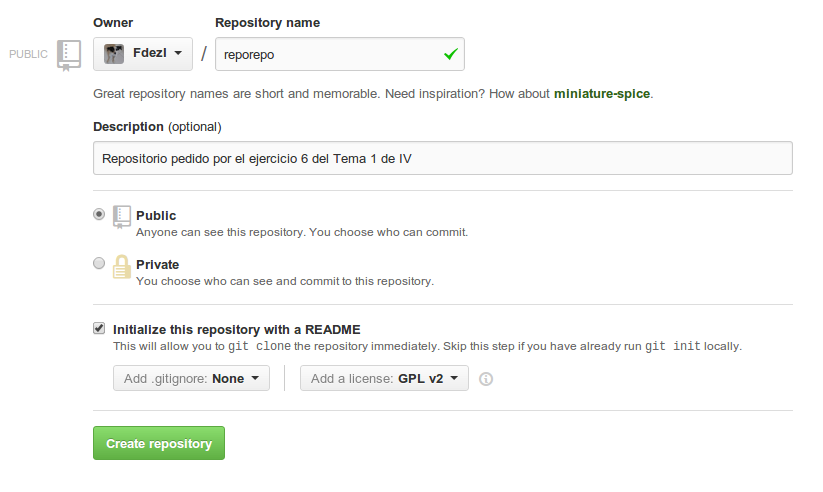 Owner Repository name
PUBLIC Fdezl / reporepo
Great repository names are short and memorable. Need inspiration? How about miniature-spice.
Description (optional)
Repositorio pedido por el ejercicio 6 del Tema 1 de IV
Public
Anyone can see this repository. You choose who can commit.
Private
You choose who can see and commit to this repository.
Initialize this repository with a README
This will allow you to git clone the repository immediately. Skip this step if you have already run git init locally.
Add .gitignore: None Add a license: GPL v2
Create repository